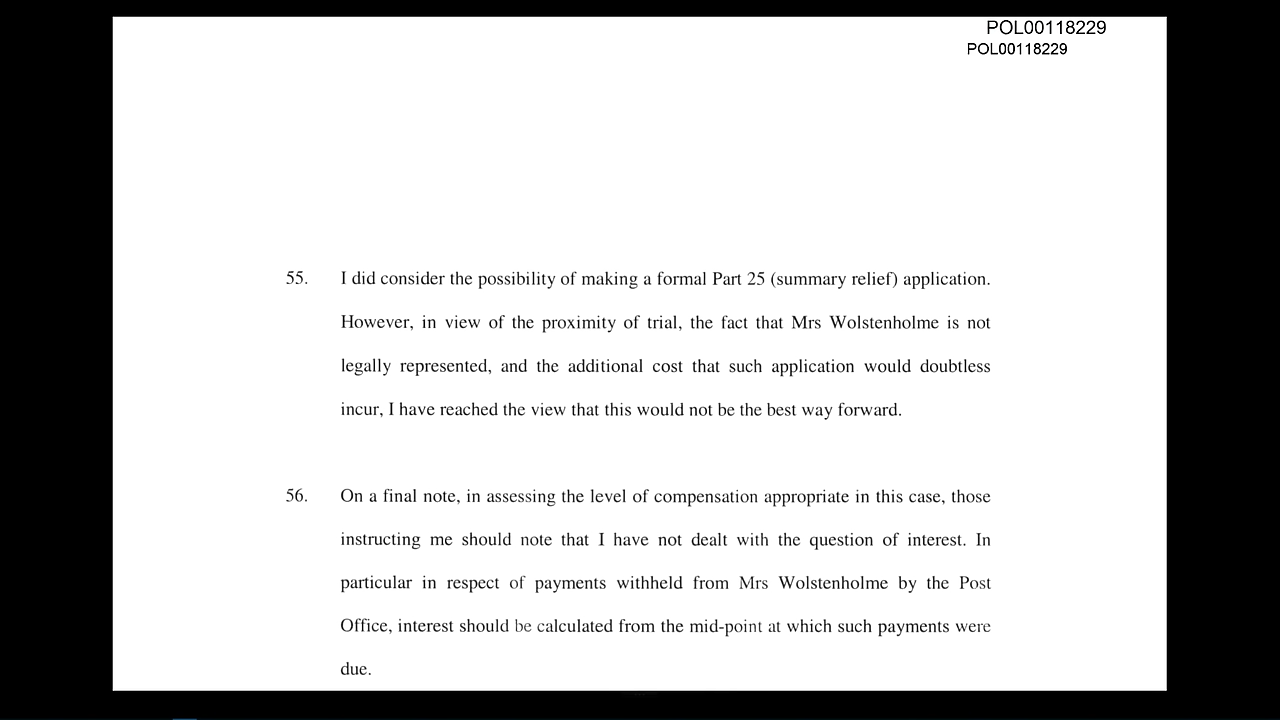 POL00118229
POL00118229
55. I did consider the possibility of making a formal Part 25 (summary relief) application.
However, in view of the proximity of trial, the fact that Mrs Wolstenholme is not
legally represented, and the additional cost that such application would doubtless
incur, I have reached the view that this would not be the best way forward.
56. On a final note, in assessing the level of compensation appropriate in this case, those
instructing me should note that I have not dealt with the question of interest. In
particular in respect of payments withheld from Mrs Wolstenholme by the Post
Office, interest should be calculated from the mid-point at which such payments were
due.